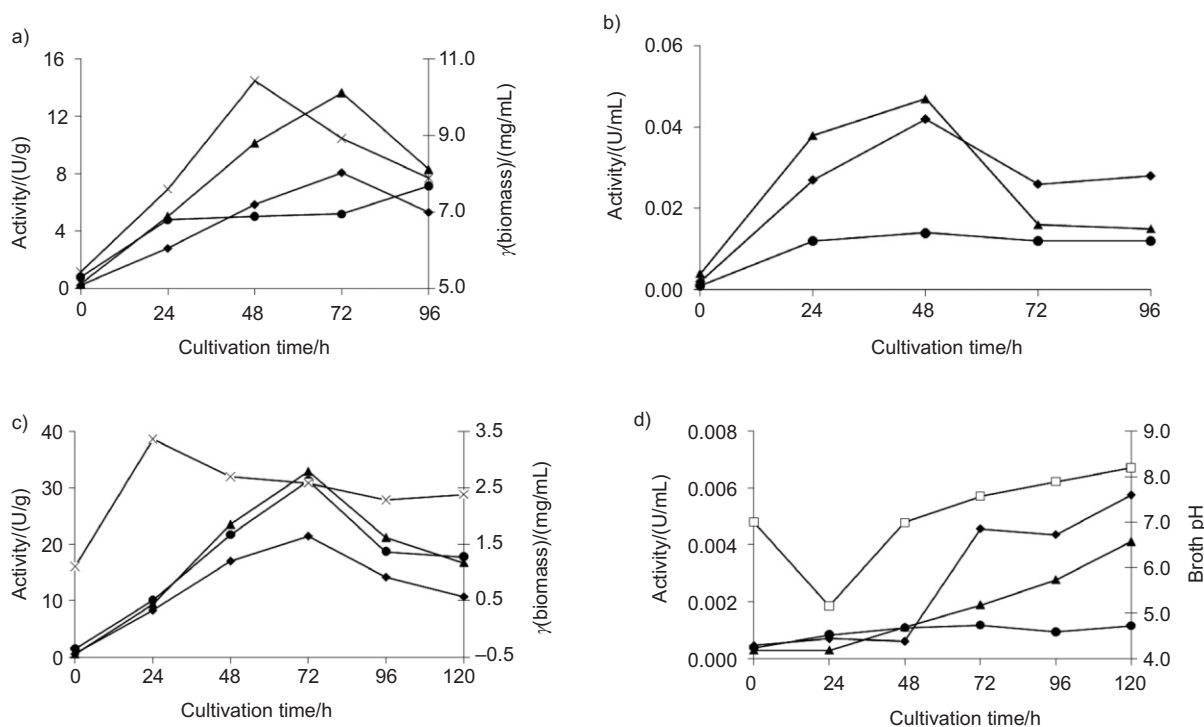 a)
16
12
8
4
0
Activity/(U/g)
11.0
9.0
7.0
5.0
γ(biomass)/(mg/mL)
0 24 48 72 96
Cultivation time/h
b)
0.06
0.04
0.02
0.00
Activity/(U/mL)
0 24 48 72 96
Cultivation time/h
c)
40
30
20
10
0
Activity/(U/g)
3.5
2.5
1.5
0.5
–0.5
γ(biomass)/(mg/mL)
0 24 48 72 96 120
Cultivation time/h
d)
0.008
0.006
0.004
0.002
0.000
Activity/(U/mL)
9.0
8.0
7.0
6.0
5.0
4.0
Broth pH
0 24 48 72 96 120
Cultivation time/h